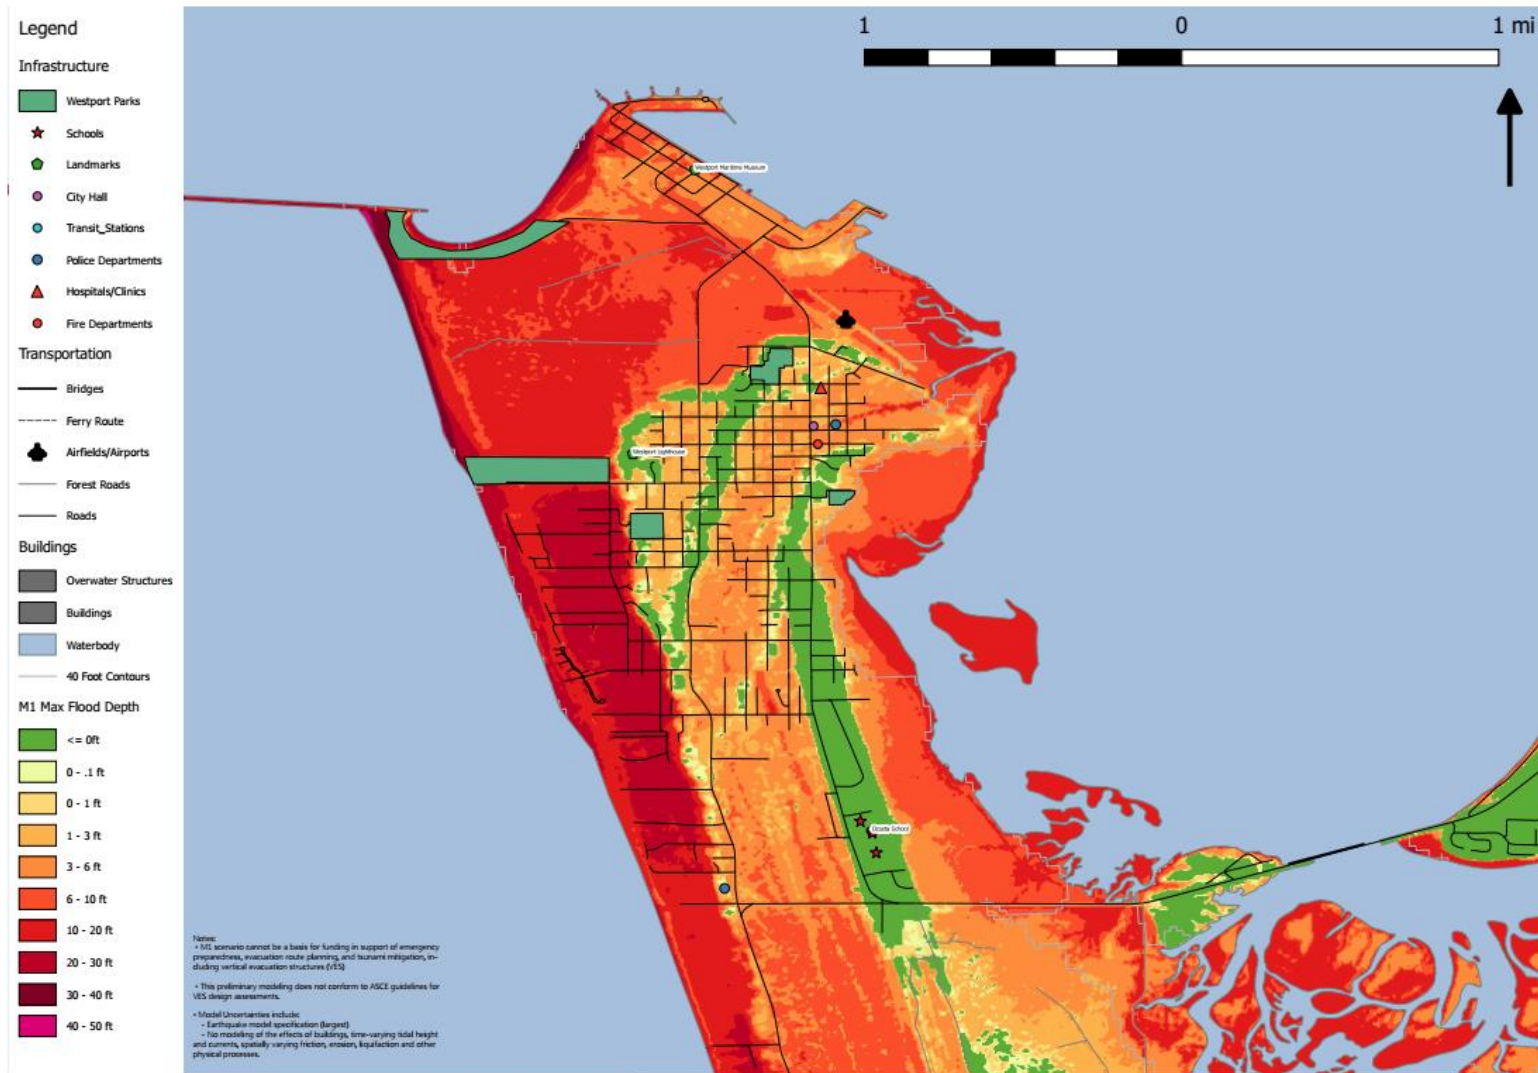 Legend
Infrastructure
Westport Parks
Schools
Landmarks
City Hall
Transit_Stations
Police Departments
Hospitals/Clinics
Fire Departments
Transportation
Bridges
Ferry Route
Airfields/Airports
Forest Roads
Roads
Buildings
Overwater Structures
Buildings
Waterbody
40 Foot Contours
M1 Max Flood Depth
<= 0ft
0 - .1 ft
0 - 1 ft
1 - 3 ft
3 - 6 ft
6 - 10 ft
10 - 20 ft
20 - 30 ft
30 - 40 ft
40 - 50 ft
1 0 1 mi
Westport Maritime Museum
Westport Lighthouse
Ocosta School
Notes:
• M1 scenario cannot be a basis for funding in support of emergency
preparedness, evacuation route planning, and tsunami mitigation, in-
cluding vertical evacuation structures (VES)
• This preliminary modeling does not conform to ASCE guidelines for
VES design assessments.
• Model Uncertainties include:
- Earthquake model specification (largest)
- No modeling of the effects of buildings, time-varying tidal height
and currents, spatially varying friction, erosion, liquifaction and other
physical processes.